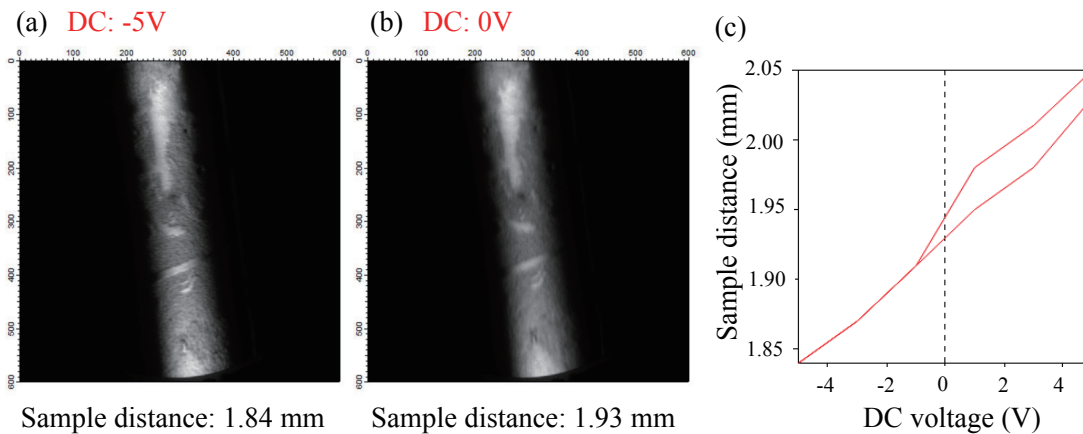 (a) DC: -5V
0 100 200 300 400 500 600
0
100
200
300
400
500
600
Sample distance: 1.84 mm
(b) DC: 0V
0 100 200 300 400 500 600
0
100
200
300
400
500
600
Sample distance: 1.93 mm
(c)
Sample distance (mm)
2.05
2.00
1.95
1.90
1.85
-4 -2 0 2 4
DC voltage (V)